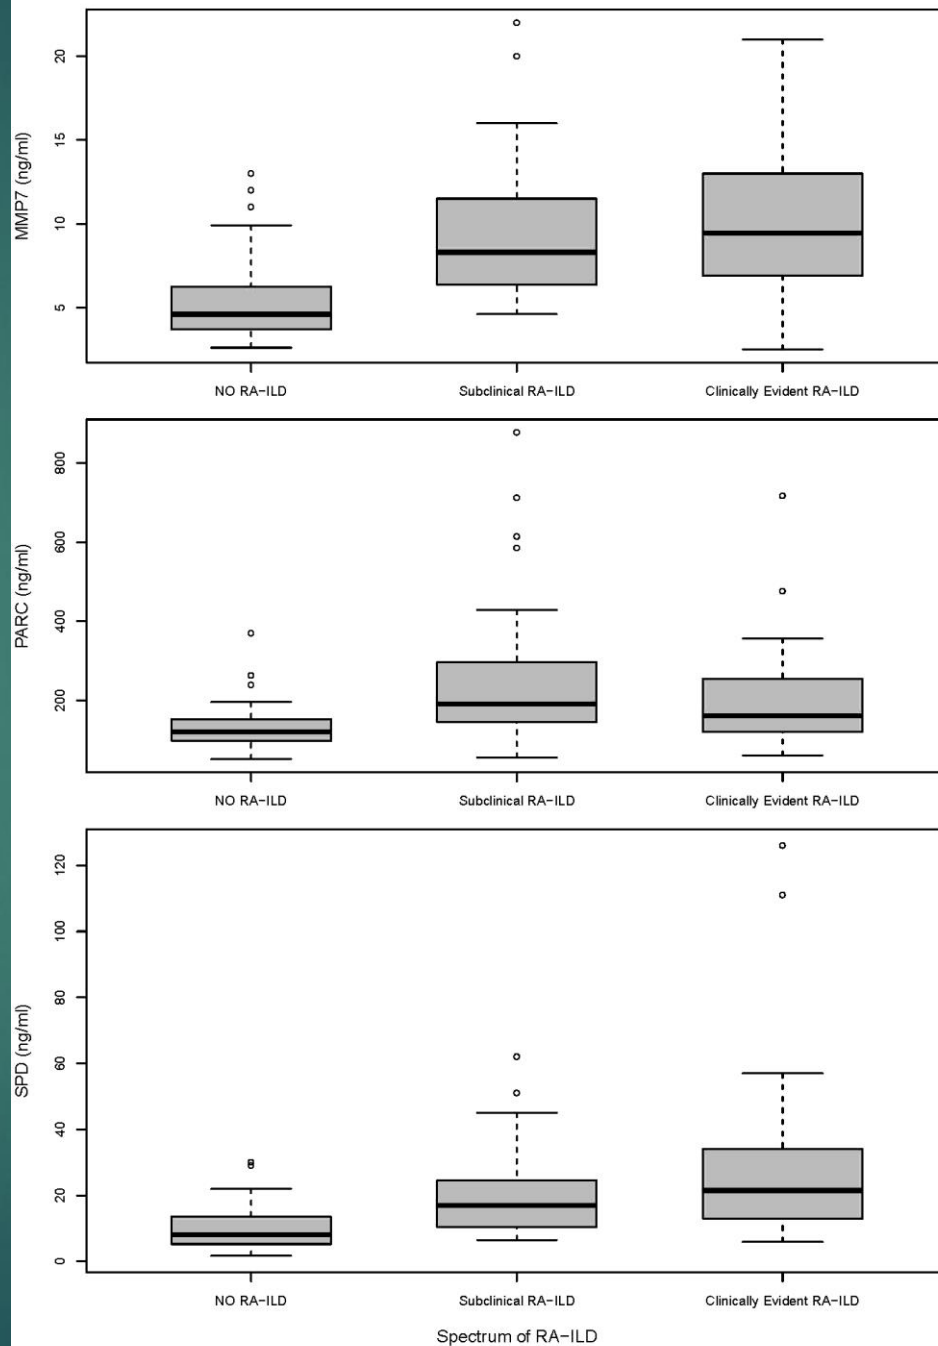 MMP7 (ng/ml)
20
15
10
5
NO RA-ILD
Subclinical RA-ILD
Clinically Evident RA-ILD
PARC (ng/ml)
800
600
400
200
NO RA-ILD
Subclinical RA-ILD
Clinically Evident RA-ILD
SPD (ng/ml)
120
100
80
60
40
20
0
NO RA-ILD
Subclinical RA-ILD
Clinically Evident RA-ILD
Spectrum of RA-ILD